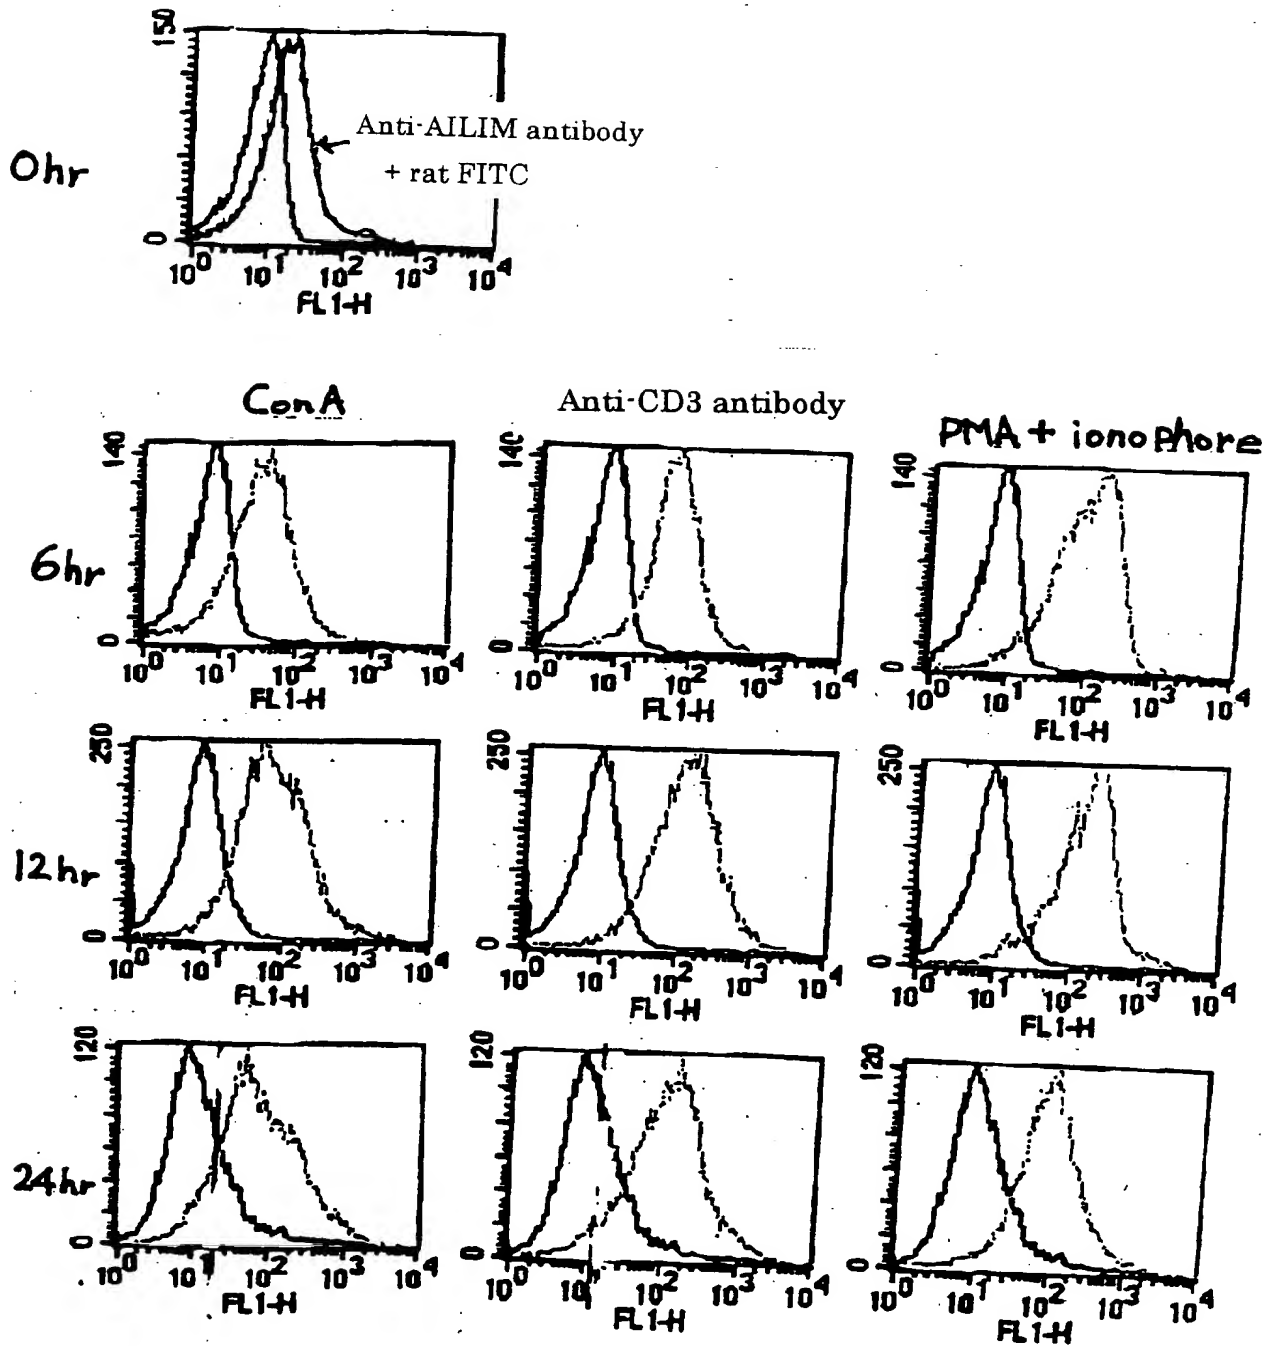 150
0hr
Anti-AILIM antibody
+ rat FITC
0
10^0 10^1 10^2 10^3 10^4
FL1-H
ConA
Anti-CD3 antibody
PMA + ionophore
6hr
140
0
10^0 10^1 10^2 10^3 10^4
FL1-H
140
0
10^0 10^1 10^2 10^3 10^4
FL1-H
140
0
10^0 10^1 10^2 10^3 10^4
FL1-H
12hr
250
0
10^0 10^1 10^2 10^3 10^4
FL1-H
250
0
10^0 10^1 10^2 10^3 10^4
FL1-H
250
0
10^0 10^1 10^2 10^3 10^4
FL1-H
24hr
120
0
10^0 10^1 10^2 10^3 10^4
FL1-H
120
0
10^0 10^1 10^2 10^3 10^4
FL1-H
120
0
10^0 10^1 10^2 10^3 10^4
FL1-H